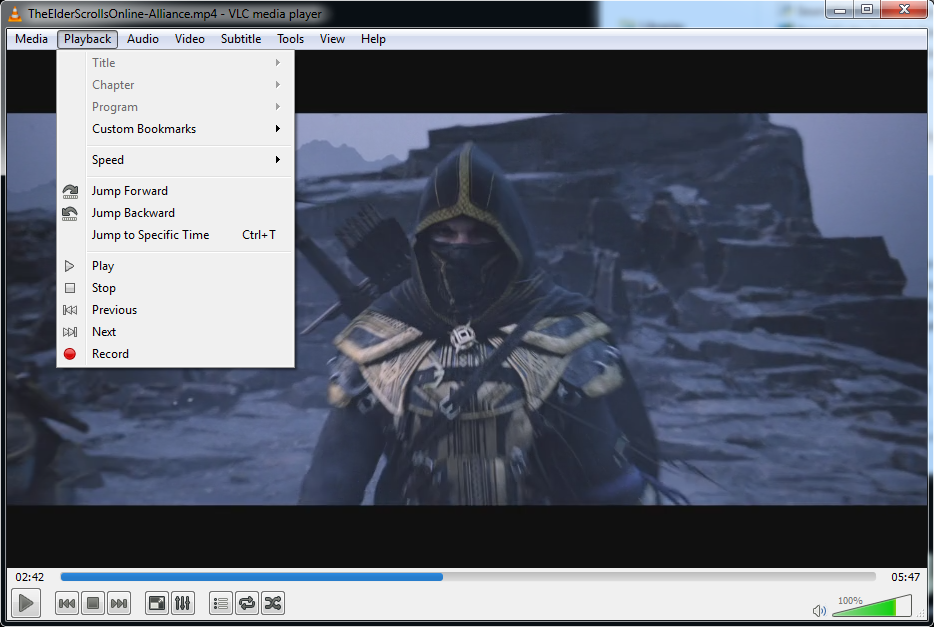 TheElderScrollsOnline-Alliance.mp4 - VLC media player
Media Playback Audio Video Subtitle Tools View Help
Title
Chapter
Program
Custom Bookmarks
Speed
Jump Forward
Jump Backward
Jump to Specific Time Ctrl+T
Play
Stop
Previous
Next
Record
02:42 05:47
100%